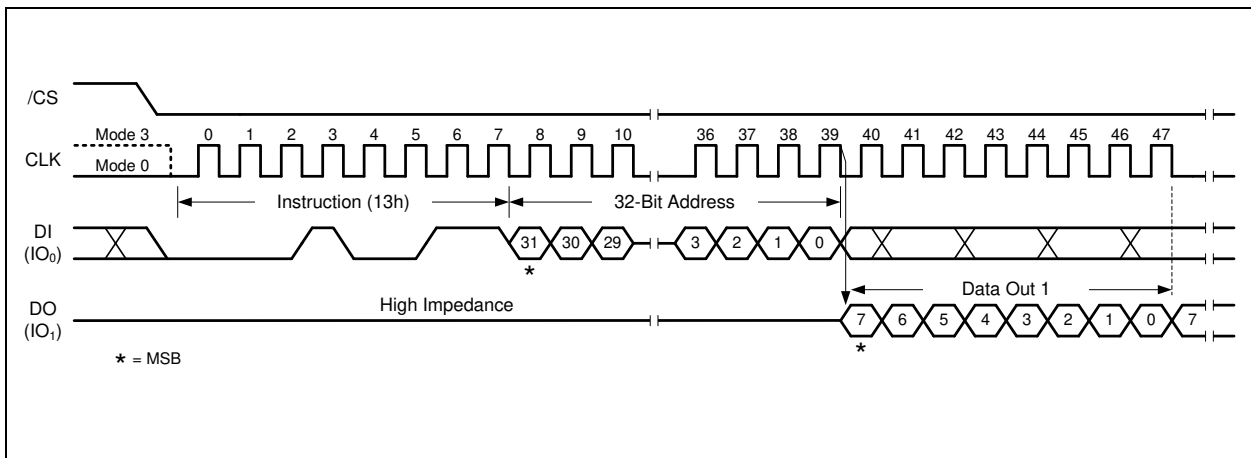 /CS
Mode 3
0 1 2 3 4 5 6 7 8 9 10 36 37 38 39 40 41 42 43 44 45 46 47
CLK
Mode 0
Instruction (13h)
32-Bit Address
DI
(IO₀)
31 30 29 3 2 1 0
*
Data Out 1
High Impedance
DO
(IO₁)
7 6 5 4 3 2 1 0 7
*
* = MSB